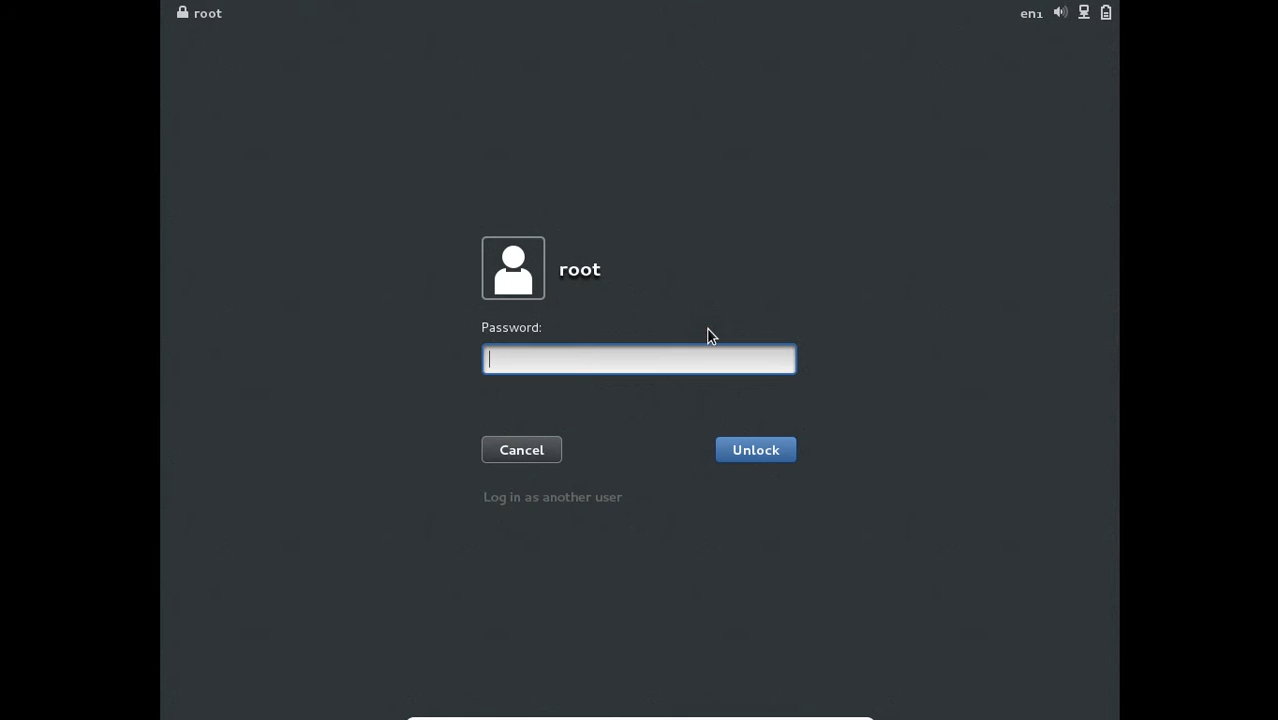 root
en₁
root
Password:
Cancel
Unlock
Log in as another user